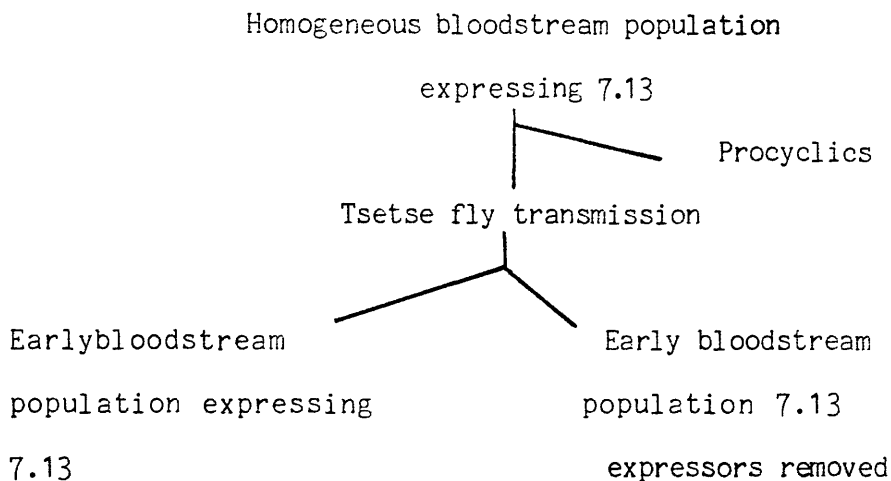 Homogeneous bloodstream population
expressing 7.13
Procyclics
Tsetse fly transmission
Earlybloodstream
population expressing
7.13
Early bloodstream
population 7.13
expressors removed